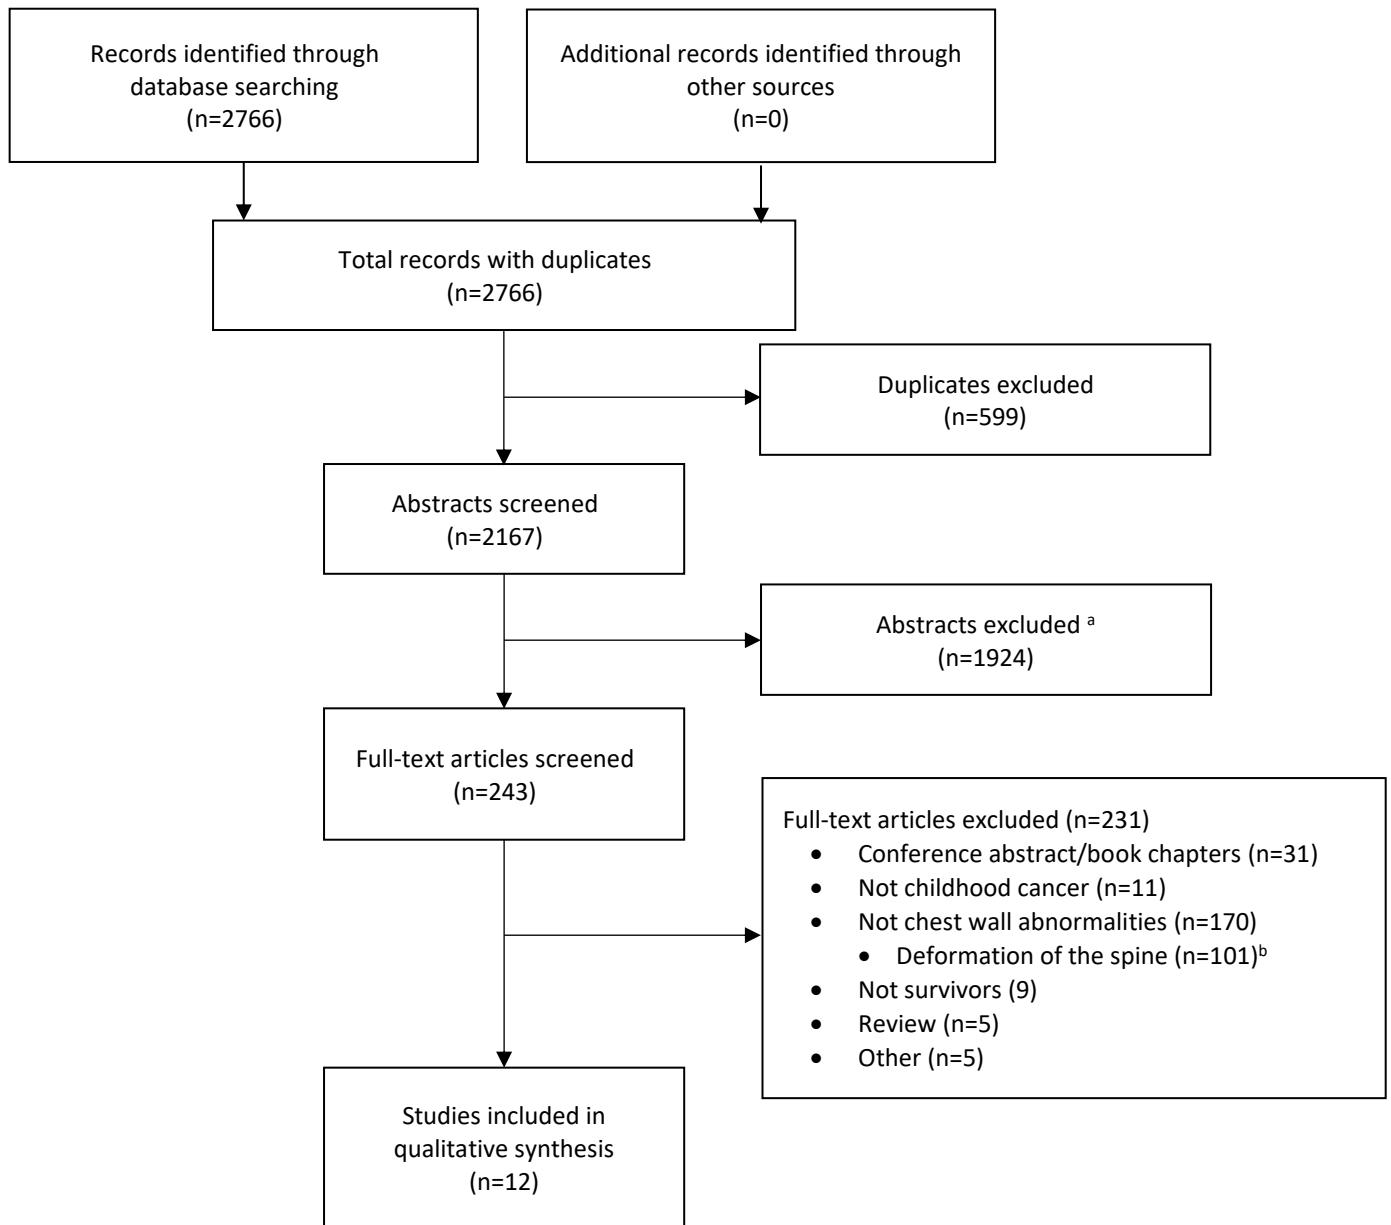 Records identified through
database searching
(n=2766)
Additional records identified through
other sources
(n=0)
Total records with duplicates
(n=2766)
Duplicates excluded
(n=599)
Abstracts screened
(n=2167)
Abstracts excluded ᵃ
(n=1924)
Full-text articles screened
(n=243)
Full-text articles excluded (n=231)
• Conference abstract/book chapters (n=31)
• Not childhood cancer (n=11)
• Not chest wall abnormalities (n=170)
• Deformation of the spine (n=101)ᵇ
• Not survivors (9)
• Review (n=5)
• Other (n=5)
Studies included in
qualitative synthesis
(n=12)